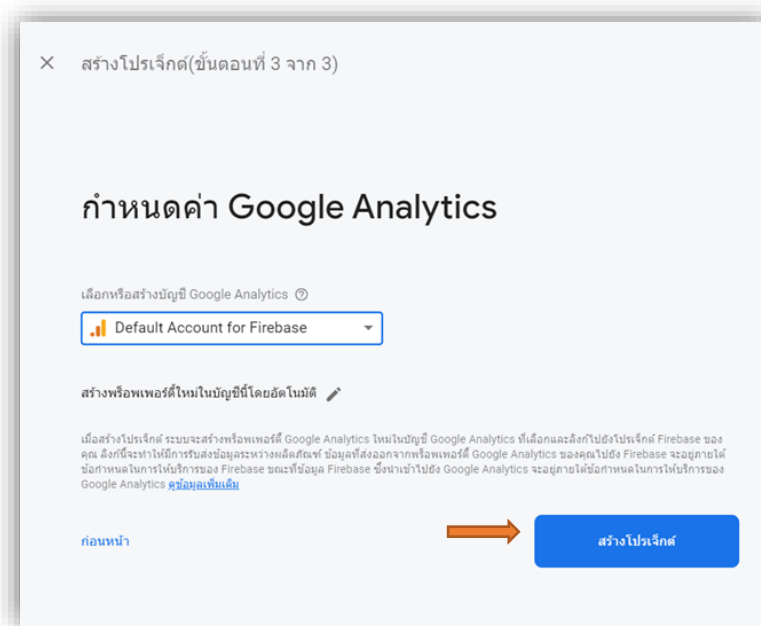 สร้างโปรเจ็กต์(ขั้นตอนที่ 3 จาก 3)
กำหนดค่า Google Analytics
เลือกหรือสร้างบัญชี Google Analytics
Default Account for Firebase
สร้างพร็อพเพอร์ตี้ใหม่ในบัญชีนี้โดยอัตโนมัติ
เมื่อสร้างโปรเจ็กต์ ระบบจะสร้างพร็อพเพอร์ตี้ Google Analytics ใหม่ในบัญชี Google Analytics ที่เลือกและลิงก์ไปยังโปรเจ็กต์ Firebase ของ
คุณ ลิงก์นี้จะทำให้มีการรับส่งข้อมูลระหว่างผลิตภัณฑ์ ข้อมูลที่ส่งออกจากพร็อพเพอร์ตี้ Google Analytics ของคุณไปยัง Firebase จะอยู่ภายใต้
ข้อกำหนดในการให้บริการของ Firebase ขณะที่ข้อมูล Firebase ซึ่งนำเข้าไปยัง Google Analytics จะอยู่ภายใต้ข้อกำหนดในการให้บริการของ
Google Analytics ดูข้อมูลเพิ่มเติม
ก่อนหน้า
สร้างโปรเจ็กต์